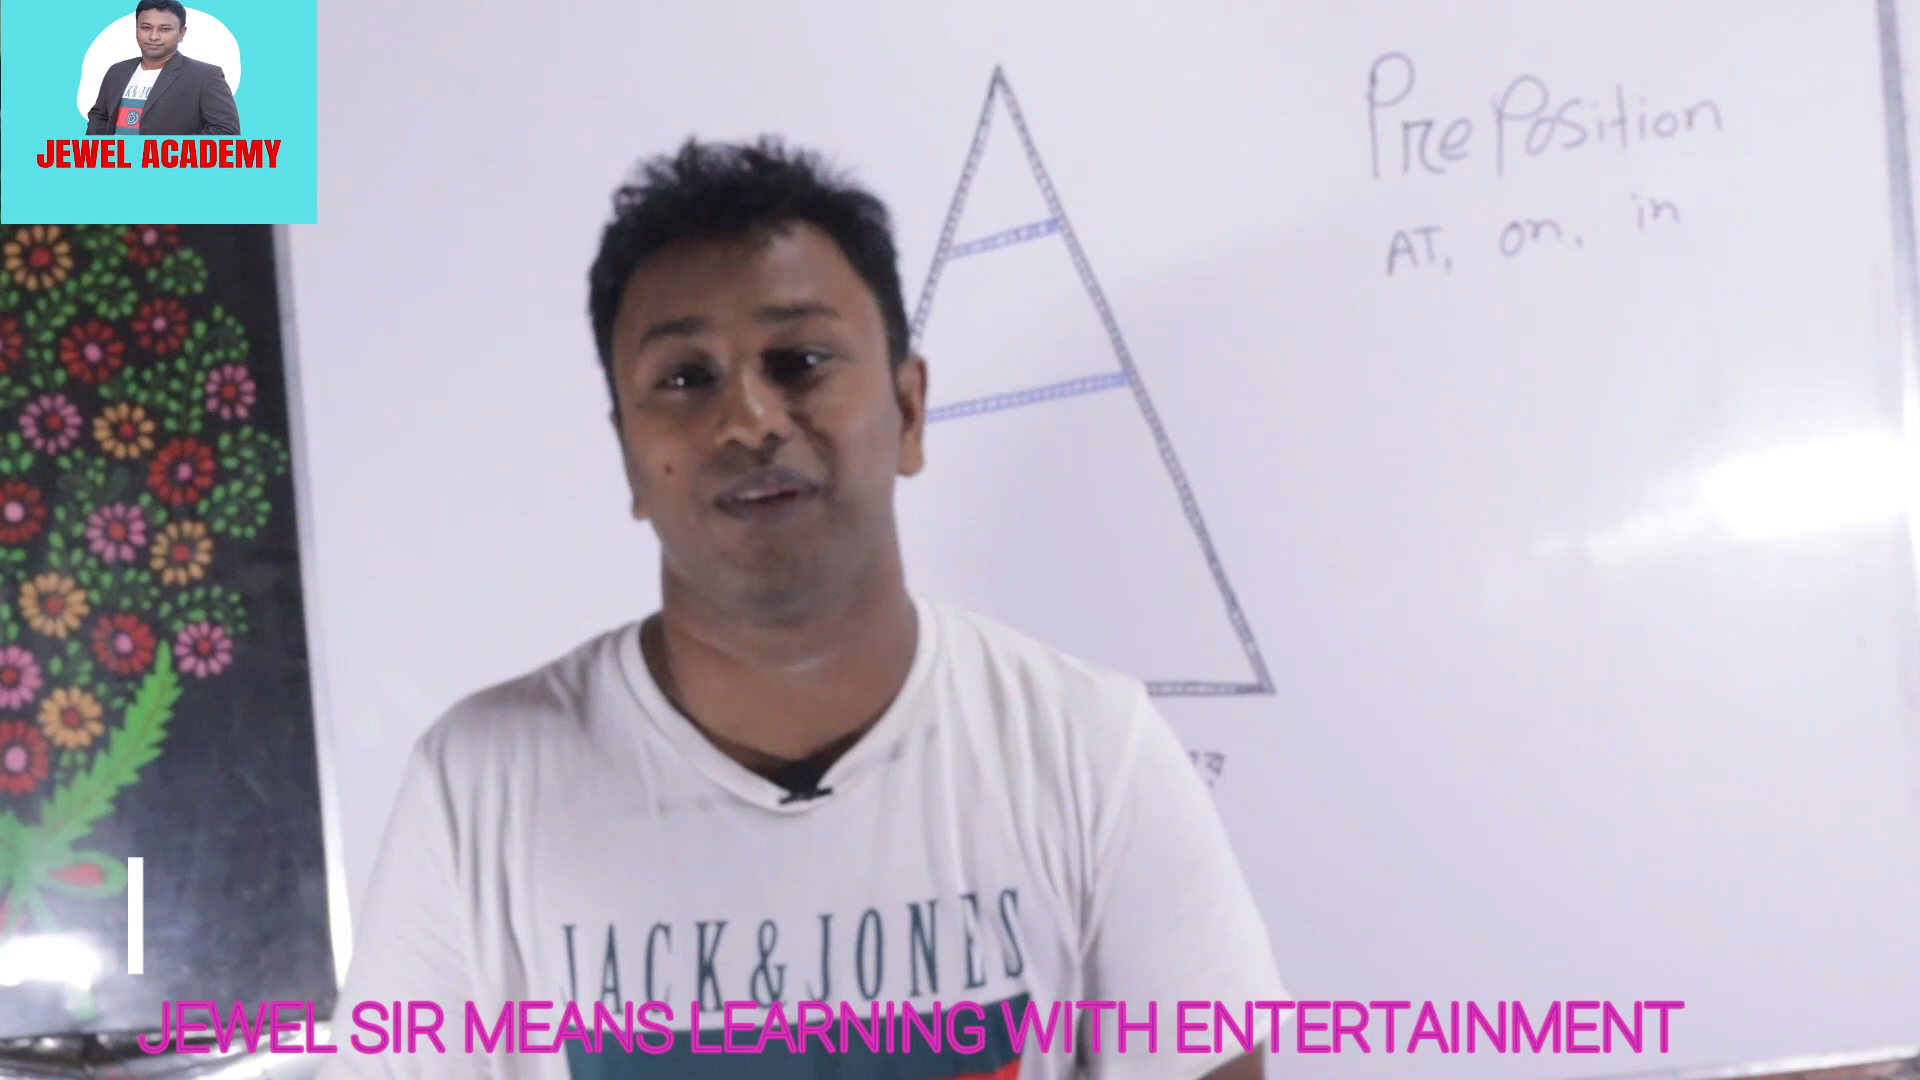 JEWEL ACADEMY
PrePosition
AT, on, in
JACK&JONES
JEWEL SIR MEANS LEARNING WITH ENTERTAINMENT